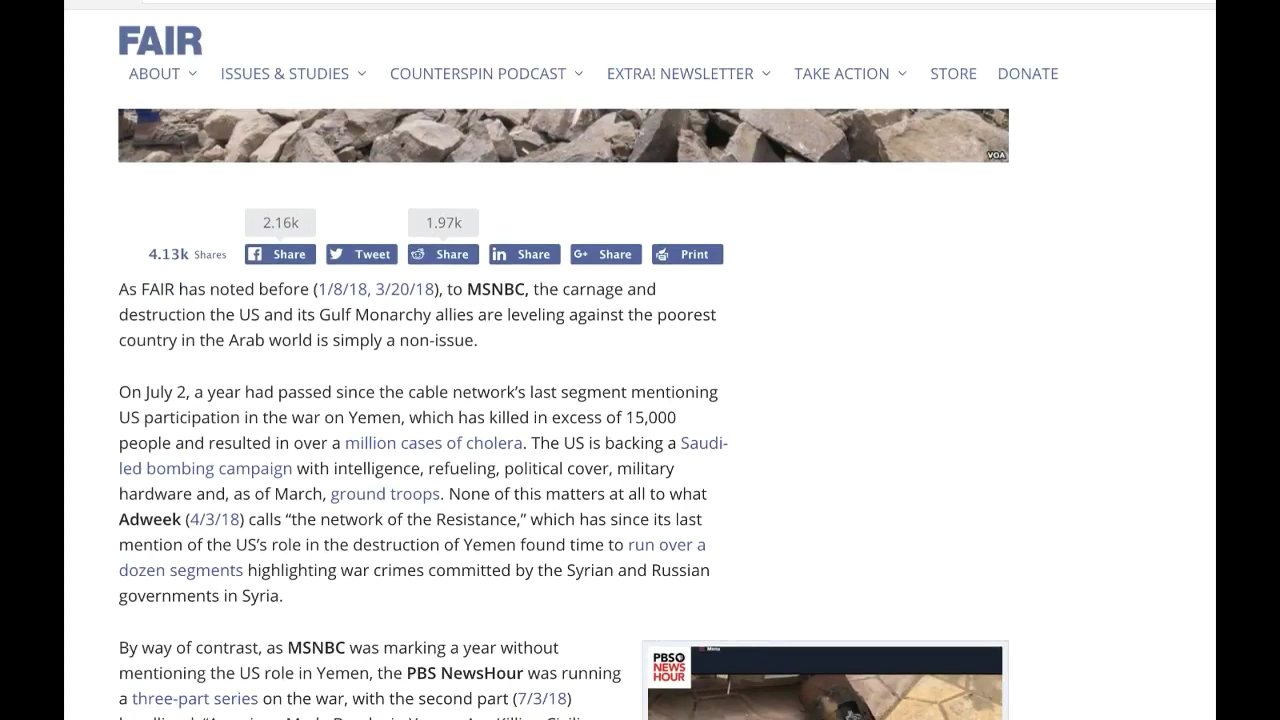 FAIR
ABOUT ISSUES & STUDIES COUNTERSPIN PODCAST EXTRA! NEWSLETTER TAKE ACTION STORE DONATE
VOA
2.16k 1.97k
4.13k Shares Share Tweet Share Share Share Print
As FAIR has noted before (1/8/18, 3/20/18), to MSNBC, the carnage and
destruction the US and its Gulf Monarchy allies are leveling against the poorest
country in the Arab world is simply a non-issue.
On July 2, a year had passed since the cable network’s last segment mentioning
US participation in the war on Yemen, which has killed in excess of 15,000
people and resulted in over a million cases of cholera. The US is backing a Saudi-
led bombing campaign with intelligence, refueling, political cover, military
hardware and, as of March, ground troops. None of this matters at all to what
Adweek (4/3/18) calls “the network of the Resistance,” which has since its last
mention of the US’s role in the destruction of Yemen found time to run over a
dozen segments highlighting war crimes committed by the Syrian and Russian
governments in Syria.
By way of contrast, as MSNBC was marking a year without
mentioning the US role in Yemen, the PBS NewsHour was running
a three-part series on the war, with the second part (7/3/18)
PBS
NEWS
HOUR
Menu